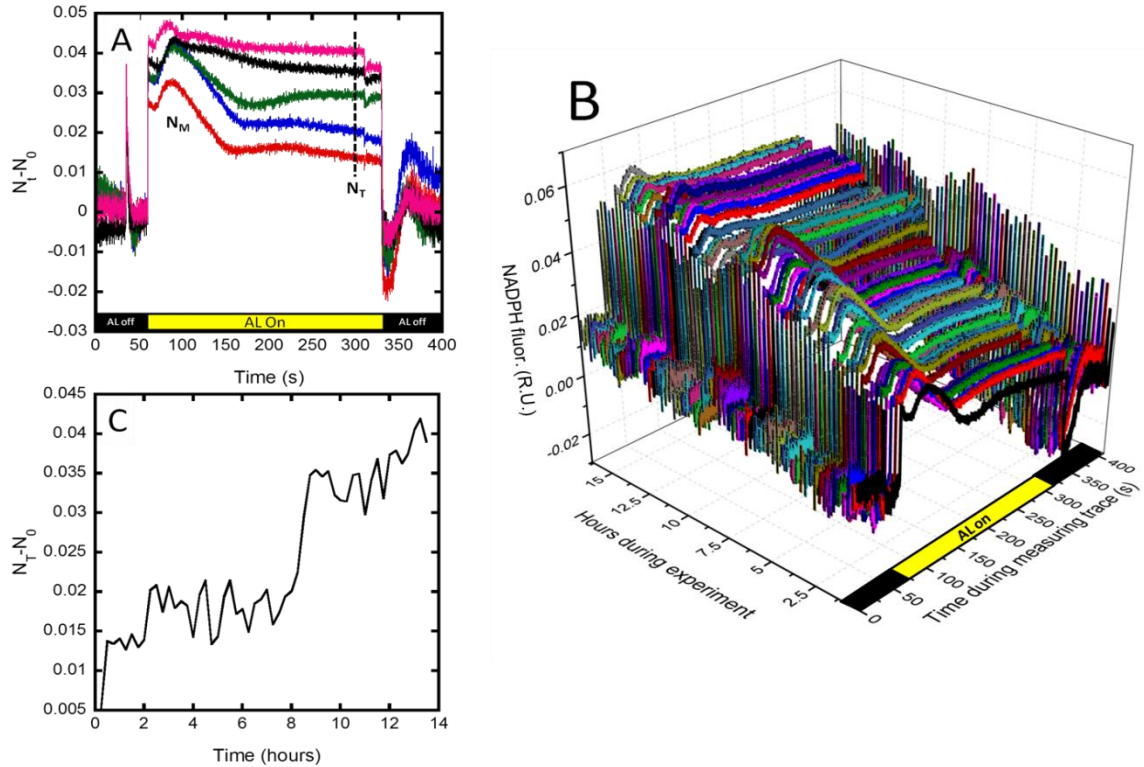 A
0.05
0.04
0.03
0.02
0.01
0
-0.01
-0.02
-0.03
Nt-N0
NM
NT
AL off
AL On
AL off
0 50 100 150 200 250 300 350 400
Time (s)
B
0.06
0.04
0.02
0.00
-0.02
NADPH fluor. (R.U.)
15
12.5
10
7.5
5
2.5
Hours during experiment
AL on
0
50
100
150
200
250
300
350
400
Time during measuring trace (s)
C
0.045
0.04
0.035
0.03
0.025
0.02
0.015
0.01
0.005
NT-N0
0 2 4 6 8 10 12 14
Time (hours)